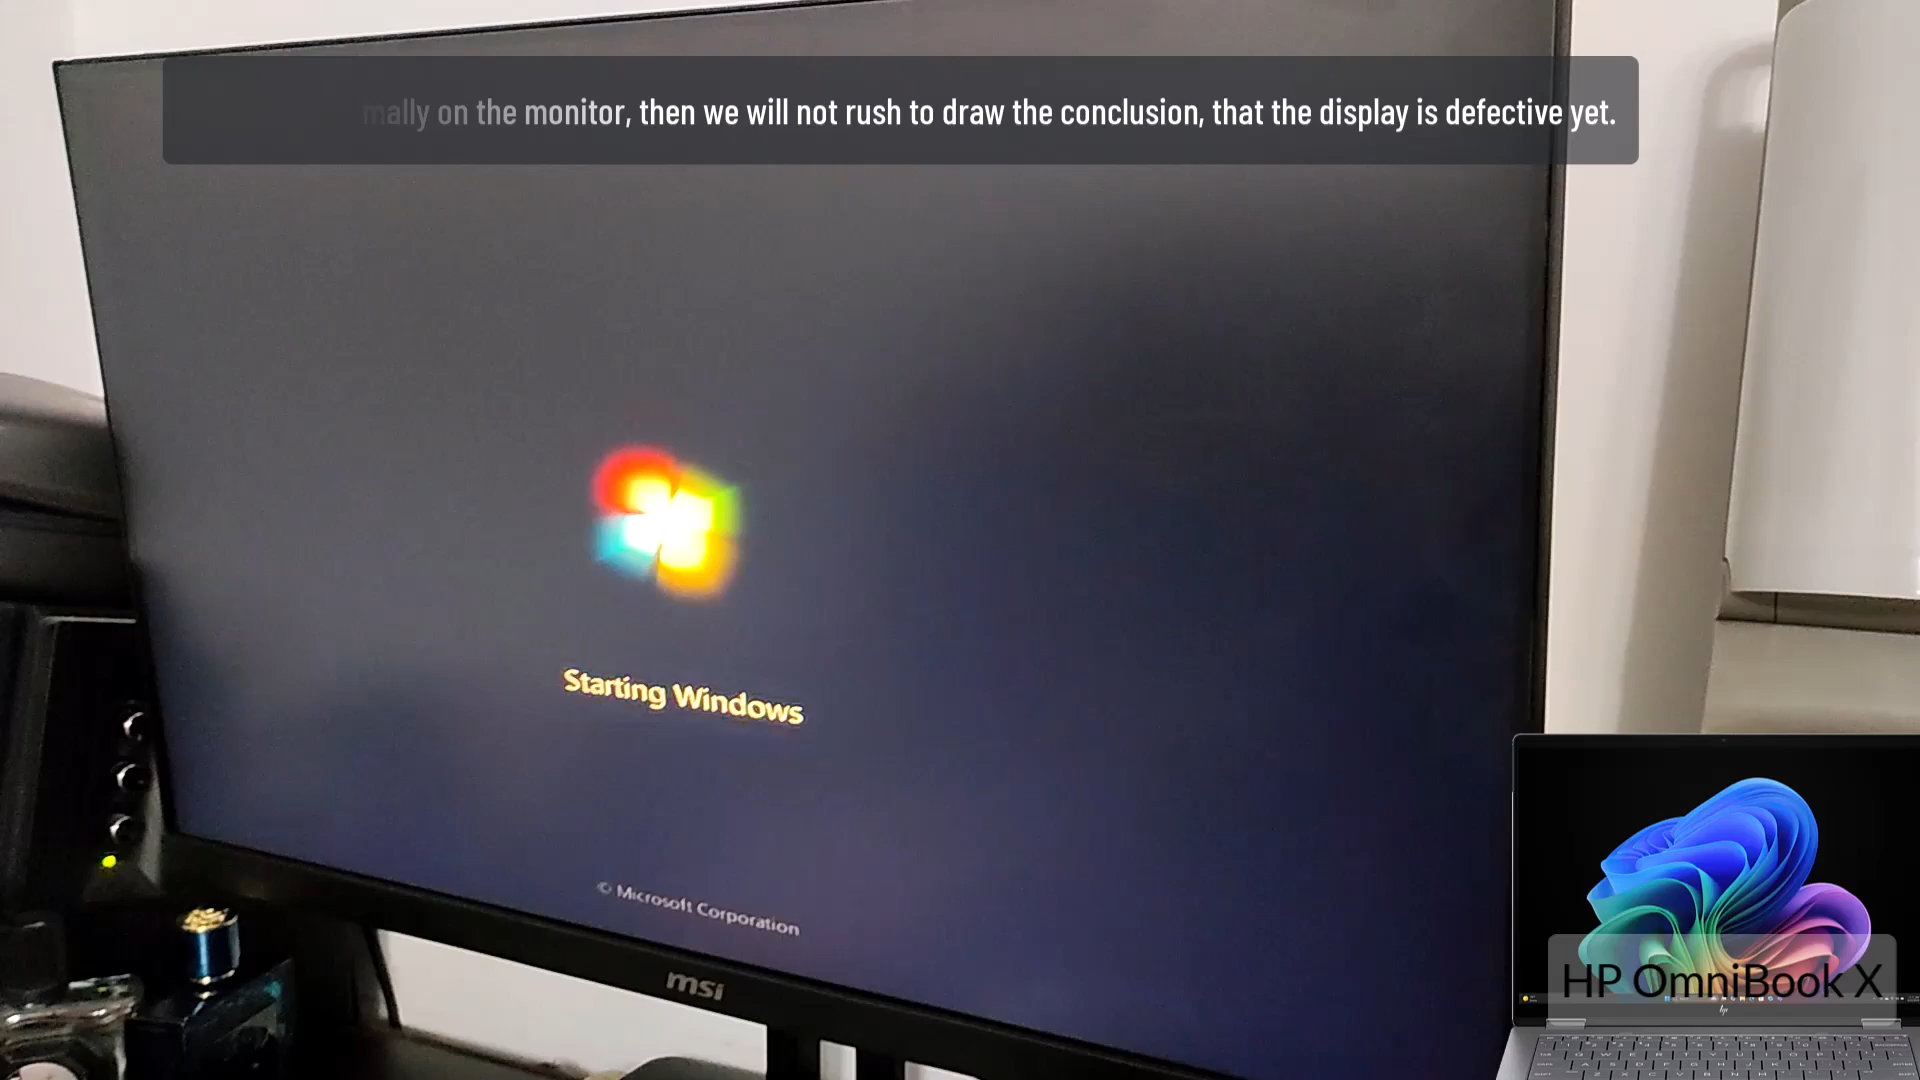 mally on the monitor, then we will not rush to draw the conclusion, that the display is defective yet.
Starting Windows
© Microsoft Corporation
msi
HP OmniBook X
hp